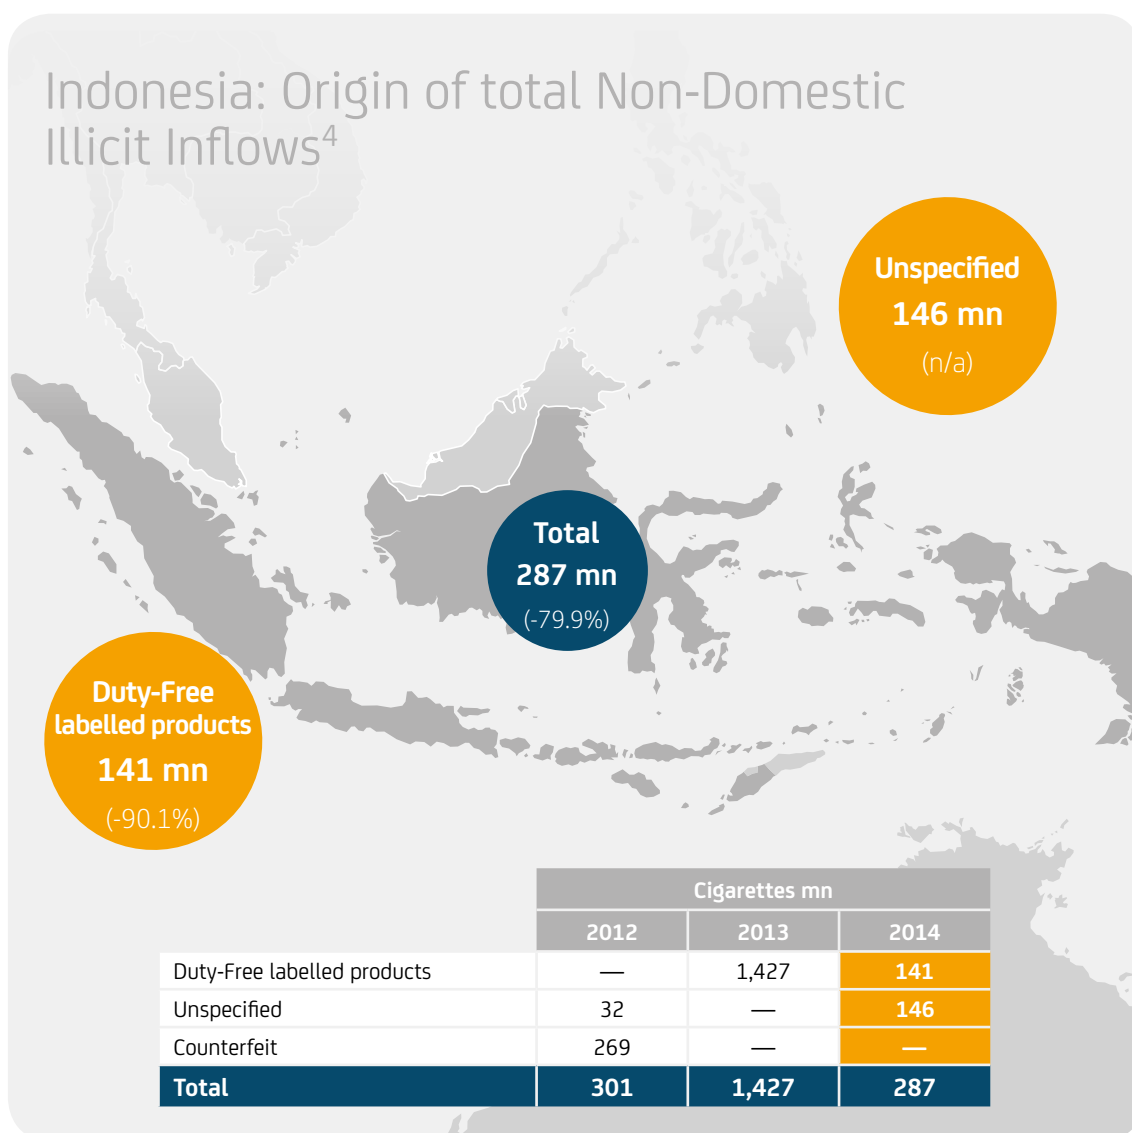 Indonesia: Origin of total Non-Domestic
Illicit Inflows4
Unspecified
146 mn
(n/a)
Total
287 mn
(-79.9%)
Duty-Free
labelled products
141 mn
(-90.1%)
Cigarettes mn
2012 2013 2014
Duty-Free labelled products — 1,427 141
Unspecified 32 — 146
Counterfeit 269 — —
Total 301 1,427 287